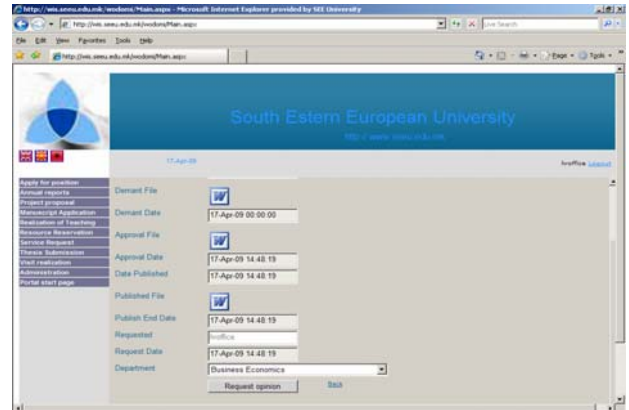 http://wis.seeu.edu.mk/wodomi/Main.aspx - Microsoft Internet Explorer provided by SEE University
http://wis.seeu.edu.mk/wodomi/Main.aspx
Live Search
File Edit View Favorites Tools Help
http://wis.seeu.edu.mk/wodomi/Main.aspx
Page Tools
South Estern European University
17-Apr-09
Logout
Apply for position
Annual reports
Project proposal
Manuscript Application
Realization of Teaching
Resource Reservation
Service Request
Thesis Submission
Visit realization
Administration
Portal start page
Demant File
Demant Date 17-Apr-09 00:00:00
Approval File
Approval Date 17-Apr-09 14:48:19
Date Published 17-Apr-09 14:48:19
Published File
Publish End Date 17-Apr-09 14:48:19
Requested
Request Date 17-Apr-09 14:48:19
Department Business Economics
Request opinion Back